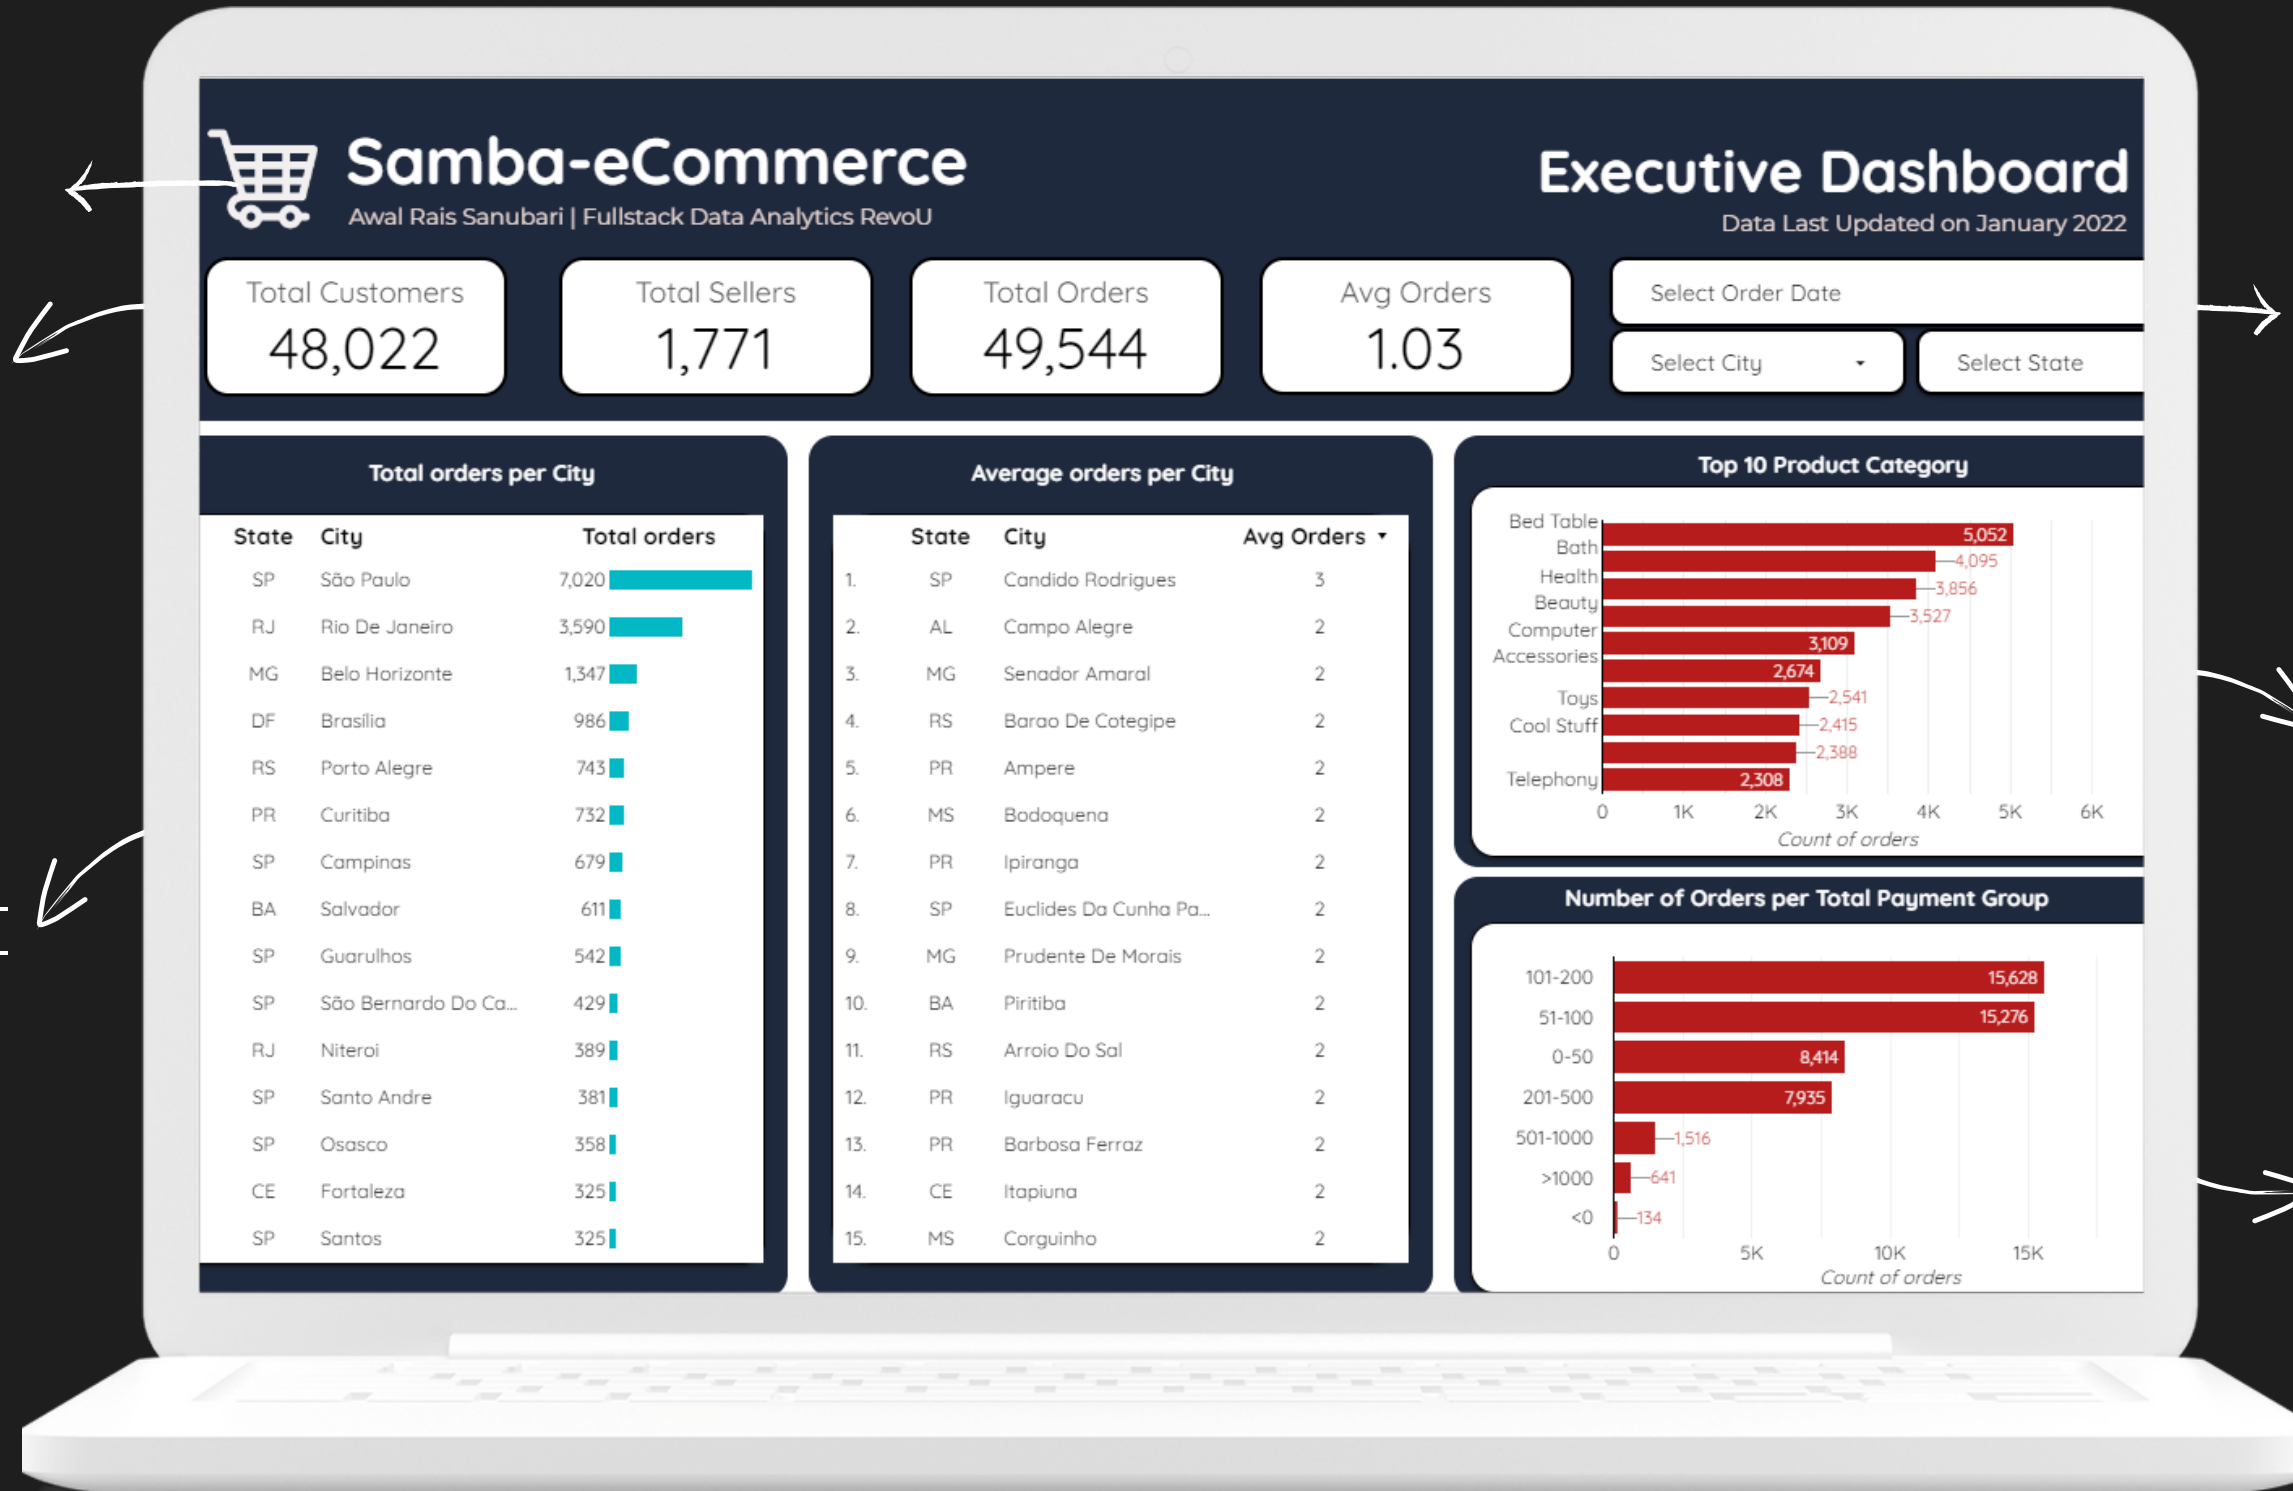 Samba-eCommerce
Awal Rais Sanubari | Fullstack Data Analytics RevoU
Executive Dashboard
Data Last Updated on January 2022
Total Customers
48,022
Total Sellers
1,771
Total Orders
49,544
Avg Orders
1.03
Select Order Date
Select City
Select State
Total orders per City
State City Total orders
SP São Paulo 7,020
RJ Rio De Janeiro 3,590
MG Belo Horizonte 1,347
DF Brasília 986
RS Porto Alegre 743
PR Curitiba 732
SP Campinas 679
BA Salvador 611
SP Guarulhos 542
SP São Bernardo Do Ca... 429
RJ Niteroi 389
SP Santo Andre 381
SP Osasco 358
CE Fortaleza 325
SP Santos 325
Average orders per City
State City Avg Orders
1. SP Candido Rodrigues 3
2. AL Campo Alegre 2
3. MG Senador Amaral 2
4. RS Barao De Cotegipe 2
5. PR Ampere 2
6. MS Bodoquena 2
7. PR Ipiranga 2
8. SP Euclides Da Cunha Pa... 2
9. MG Prudente De Morais 2
10. BA Piritiba 2
11. RS Arroio Do Sal 2
12. PR Iguaracu 2
13. PR Barbosa Ferraz 2
14. CE Itapiuna 2
15. MS Corguinho 2
Top 10 Product Category
Bed Table
Bath
Health
Beauty
Computer
Accessories
Toys
Cool Stuff
Telephony
5,052
4,095
3,856
3,527
3,109
2,674
2,541
2,415
2,388
2,308
0 1K 2K 3K 4K 5K 6K
Count of orders
Number of Orders per Total Payment Group
101-200 15,628
51-100 15,276
0-50 8,414
201-500 7,935
501-1000 1,516
>1000 641
<0 134
0 5K 10K 15K
Count of orders